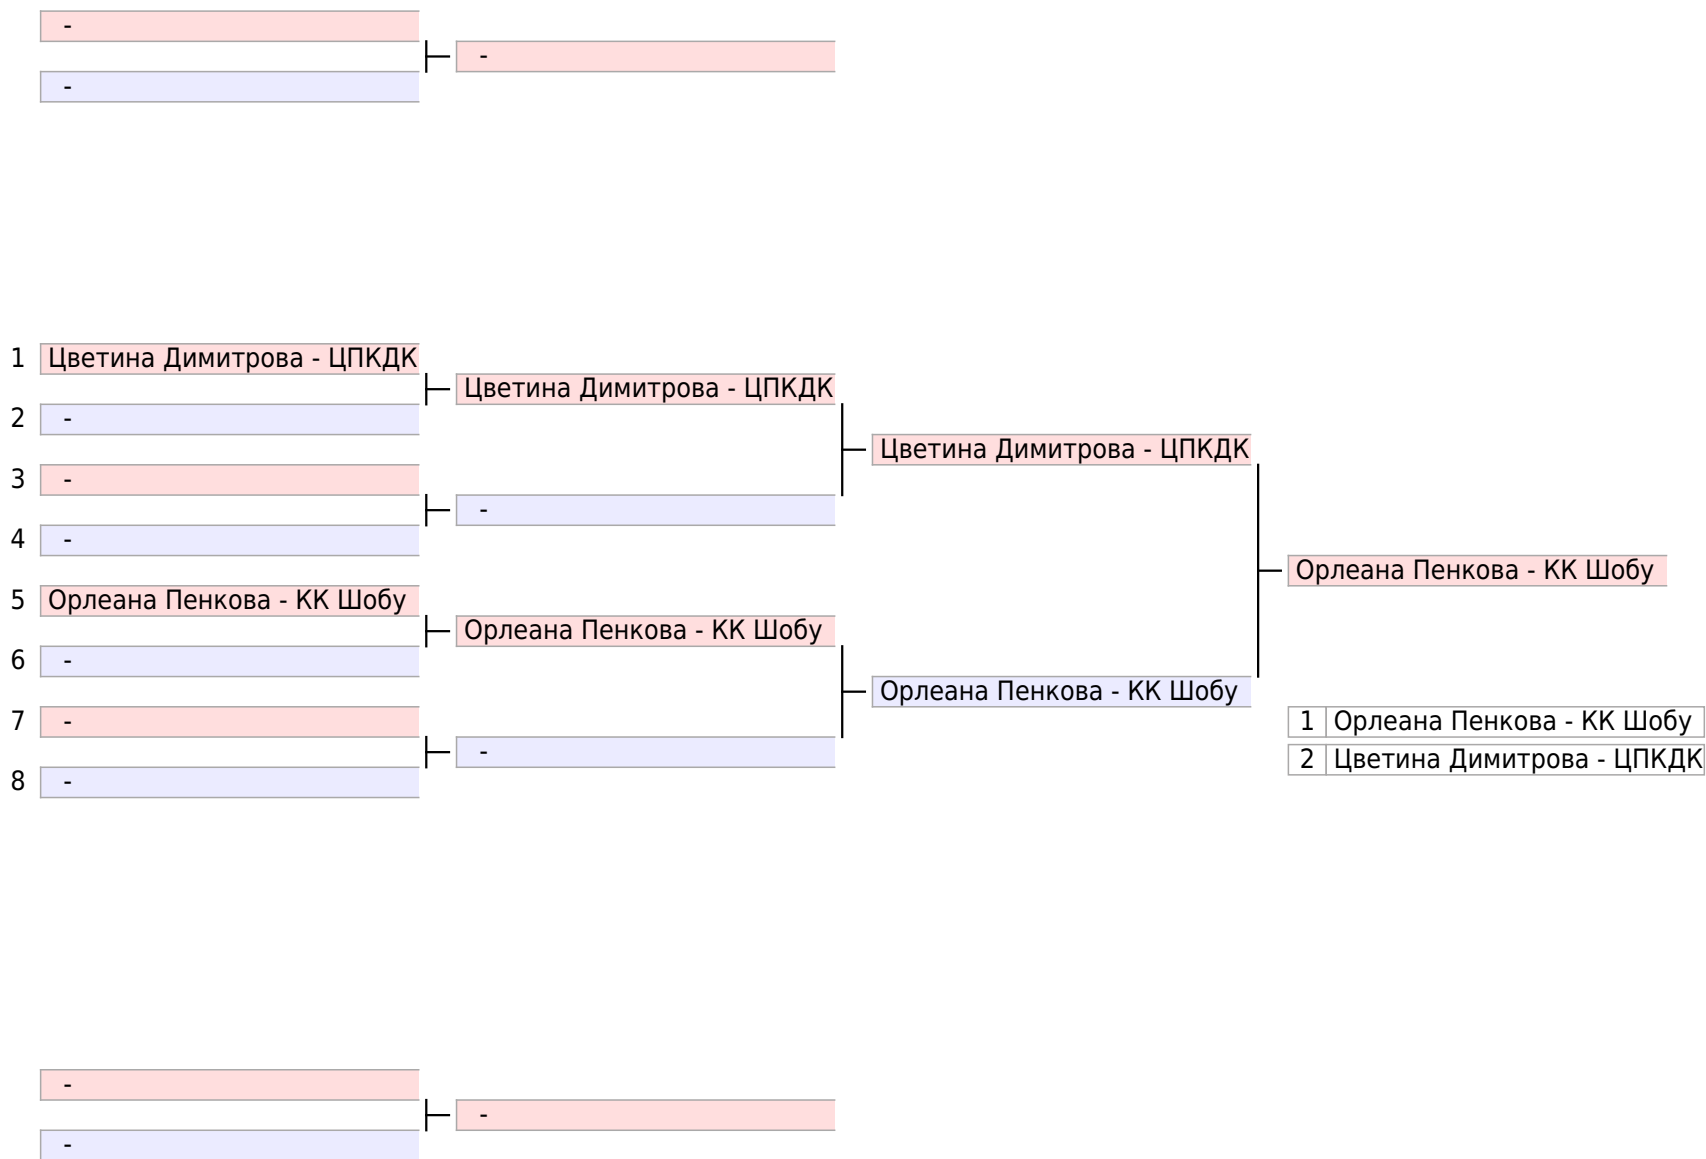 -
-
-
1 Цветина Димитрова - ЦПКДК
Цветина Димитрова - ЦПКДК
2 -
Цветина Димитрова - ЦПКДК
3 -
-
4 -
Орлеана Пенкова - КК Шобу
5 Орлеана Пенкова - КК Шобу
Орлеана Пенкова - КК Шобу
6 -
Орлеана Пенкова - КК Шобу
7 -
1 Орлеана Пенкова - КК Шобу
-
2 Цветина Димитрова - ЦПКДК
8 -
-
-
-